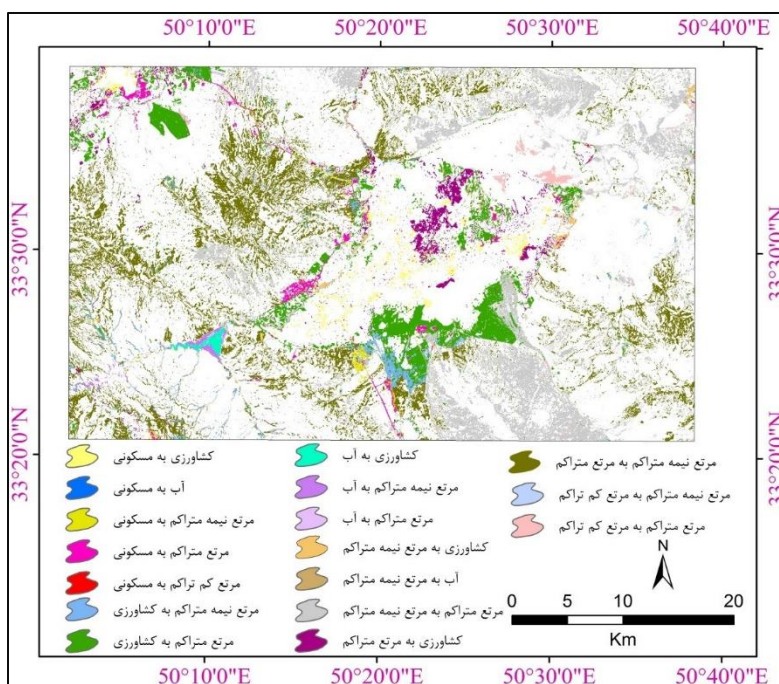 50°10'0"E 50°20'0"E 50°30'0"E 50°40'0"E
33°30'0"N 33°30'0"N
33°20'0"N 33°20'0"N
کشاورزی به مسکونی
آب به مسکونی
مرتع نیمه متراکم به مسکونی
مرتع متراکم به مسکونی
مرتع کم تراکم به مسکونی
مرتع نیمه متراکم به کشاورزی
مرتع متراکم به کشاورزی
کشاورزی به آب
مرتع نیمه متراکم به آب
مرتع متراکم به آب
کشاورزی به مرتع نیمه متراکم
آب به مرتع نیمه متراکم
مرتع متراکم به مرتع نیمه متراکم
کشاورزی به مرتع متراکم
مرتع نیمه متراکم به مرتع متراکم
مرتع نیمه متراکم به مرتع کم تراکم
مرتع متراکم به مرتع کم تراکم
N
0 5 10 20
Km
50°10'0"E 50°20'0"E 50°30'0"E 50°40'0"E